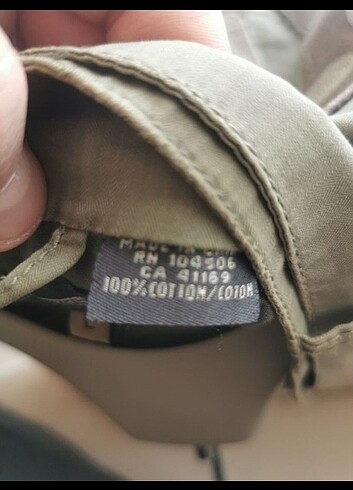 MADE IN
RN 104506
CA 41169
100% COTTON/COTON